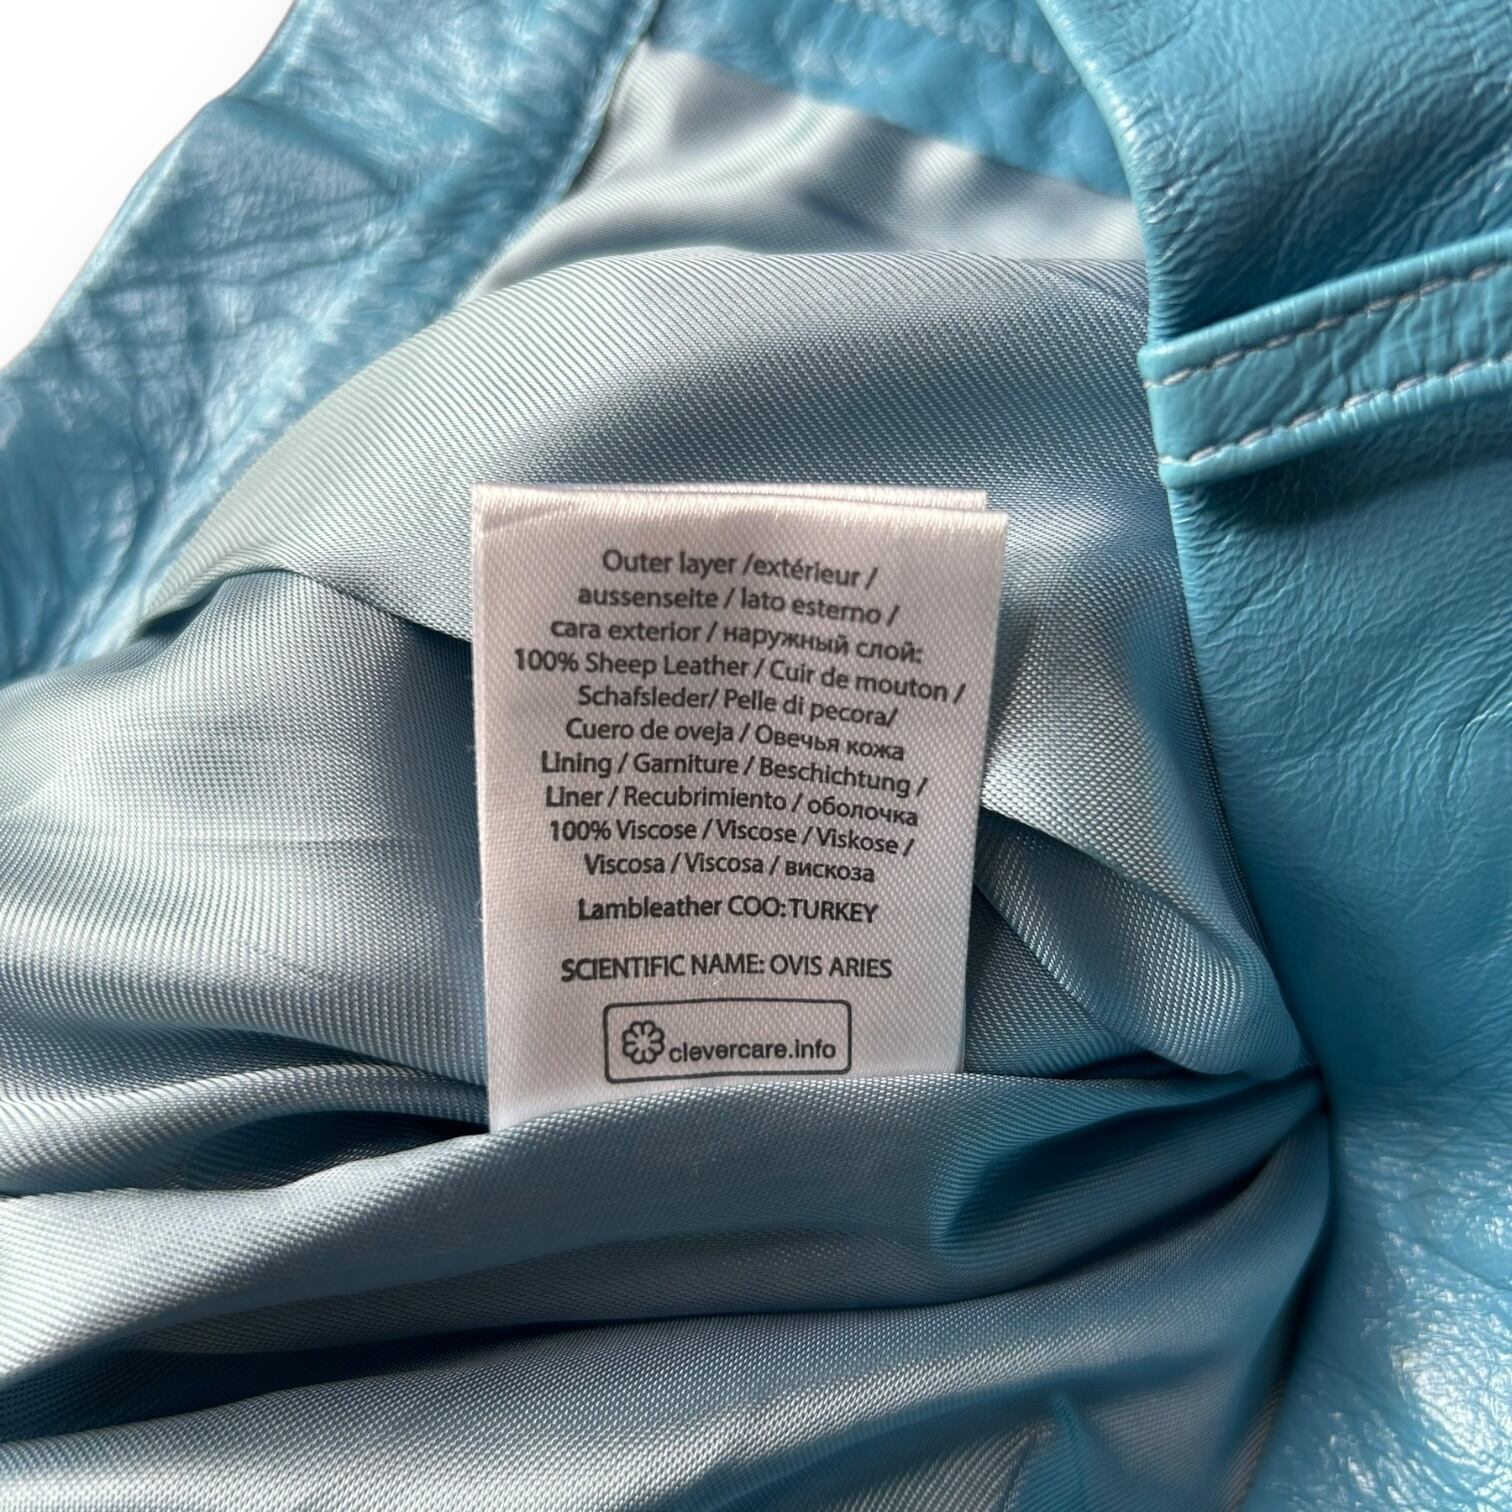 Outer layer /extérieur /
aussenseite / lato esterno /
cara exterior / наружный слой:
100% Sheep Leather / Cuir de mouton /
Schafsleder/ Pelle di pecora/
Cuero de oveja / Овечья кожа
Lining / Garniture / Beschichtung /
Liner / Recubrimiento / оболочка
100% Viscose / Viscose / Viskose /
Viscosa / Viscosa / вискоза
Lambleather COO: TURKEY
SCIENTIFIC NAME: OVIS ARIES
clevercare.info